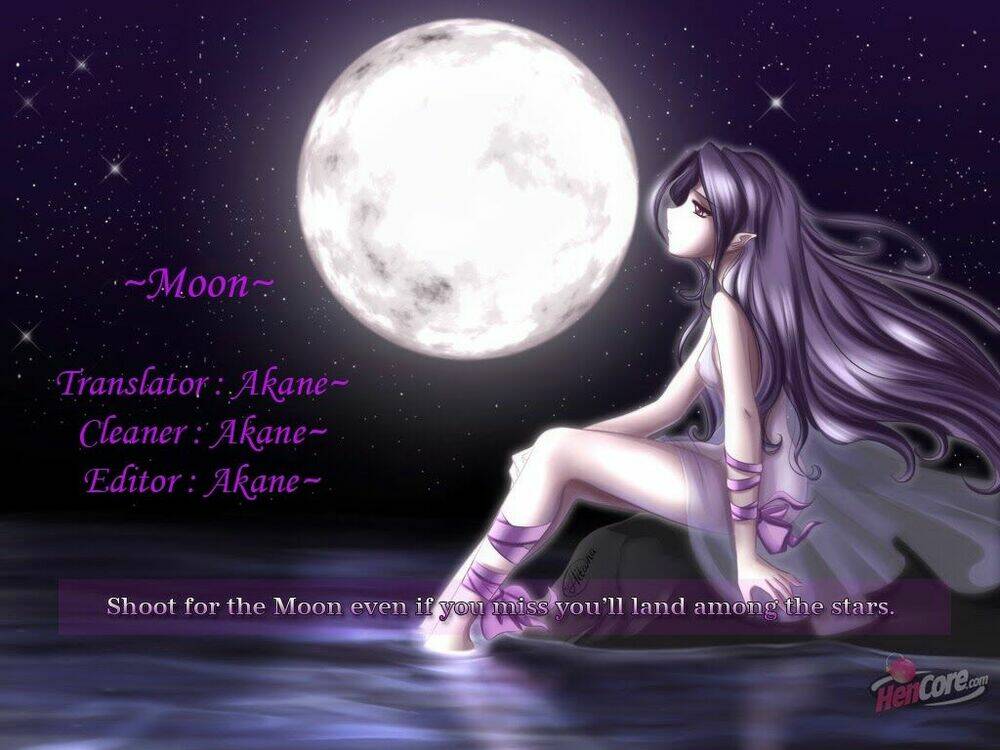 ~Moon~
Translator : Akane~
Cleaner : Akane~
Editor : Akane~
Aitana
Shoot for the Moon even if you miss you'll land among the stars.
HenCore.com